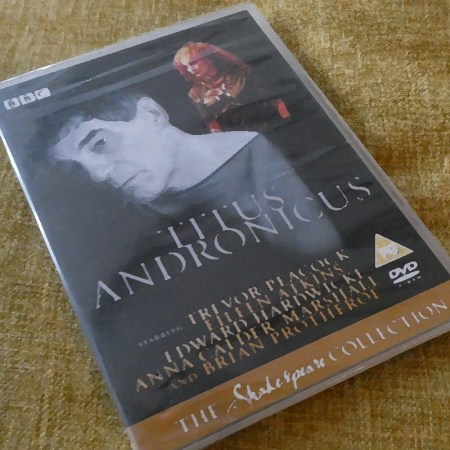 BBC
TITUS
ANDRONICUS
STARRING TREVOR PEACOCK
EILEEN ATKINS
EDWARD HARDWICKE
ANNA CALDER MARSHALL
AND BRIAN PROTHEROE
PG
DVD
VIDEO
THE Shakespeare COLLECTION